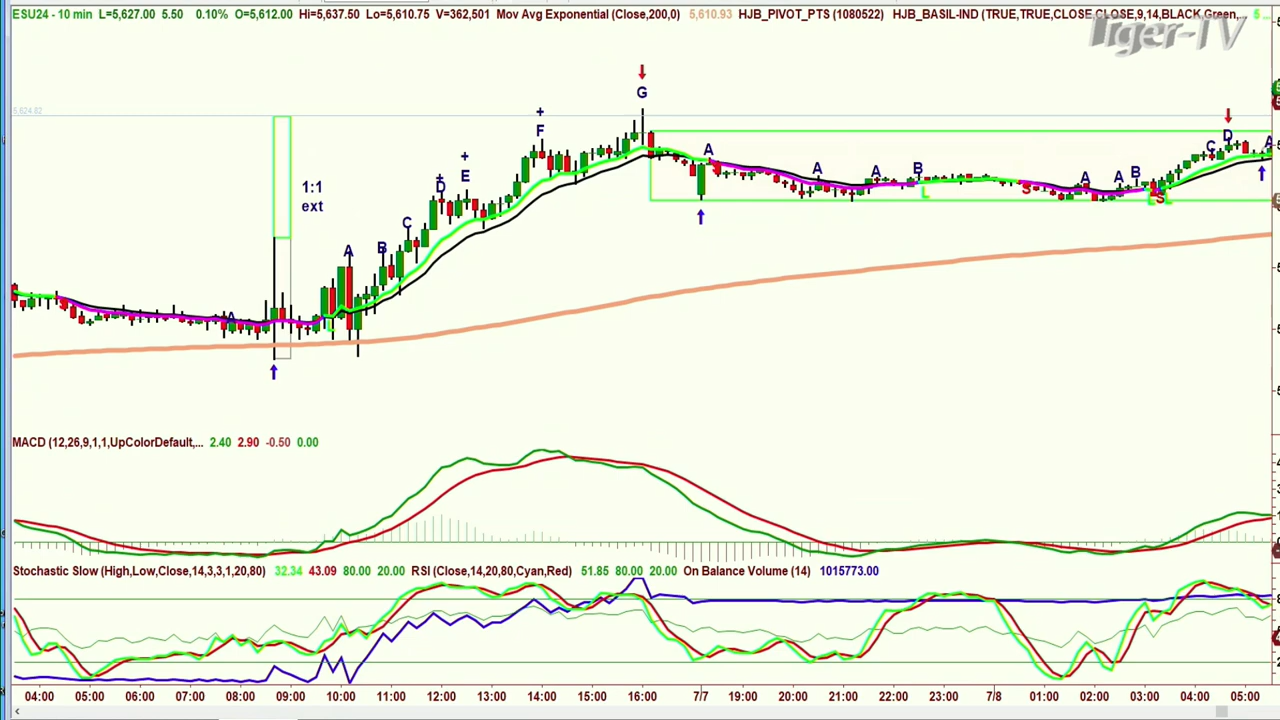 ESU24 - 10 min L=5,627.00 5.50 0.10% O=5,612.00 Hi=5,637.50 Lo=5,610.75 V=362,501 Mov Avg Exponential (Close,200,0) 5,610.93 HJB_PIVOT_PTS (1080522) HJB_BASIL-IND (TRUE,TRUE,CLOSE,CLOSE,9,14,BLACK,Green,...
Tiger-TV
5,624.82
G
+
F
+
E
+
D
C
B
A
1:1
ext
A
A
A
A
B
A
A
B
C
D
A
L
L
S
L
S
L
MACD (12,26,9,1,1,UpColorDefault,... 2.40 2.90 -0.50 0.00
Stochastic Slow (High,Low,Close,14,3,3,1,20,80) 32.34 43.09 80.00 20.00 RSI (Close,14,20,80,Cyan,Red) 51.85 80.00 20.00 On Balance Volume (14) 1015773.00
04:00 05:00 06:00 07:00 08:00 09:00 10:00 11:00 12:00 13:00 14:00 15:00 16:00 7/7 19:00 20:00 21:00 22:00 23:00 7/8 01:00 02:00 03:00 04:00 05:00